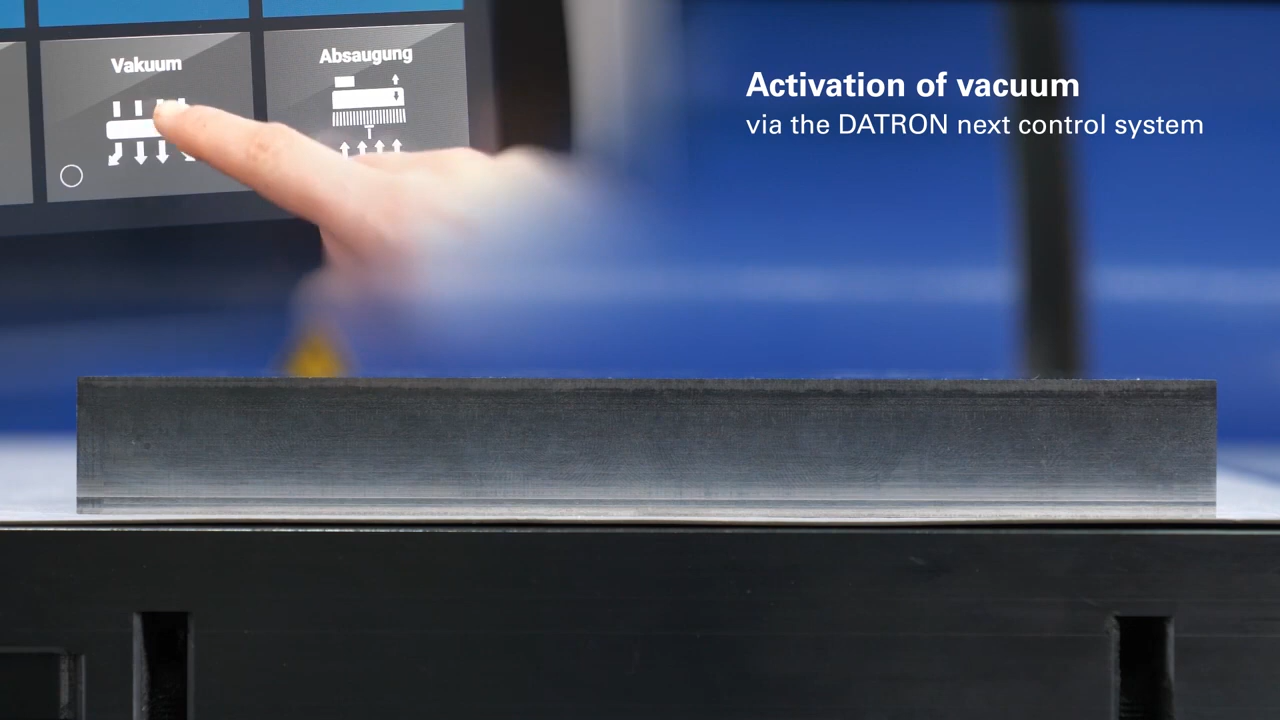 Vakuum
Absaugung
Activation of vacuum
via the DATRON next control system